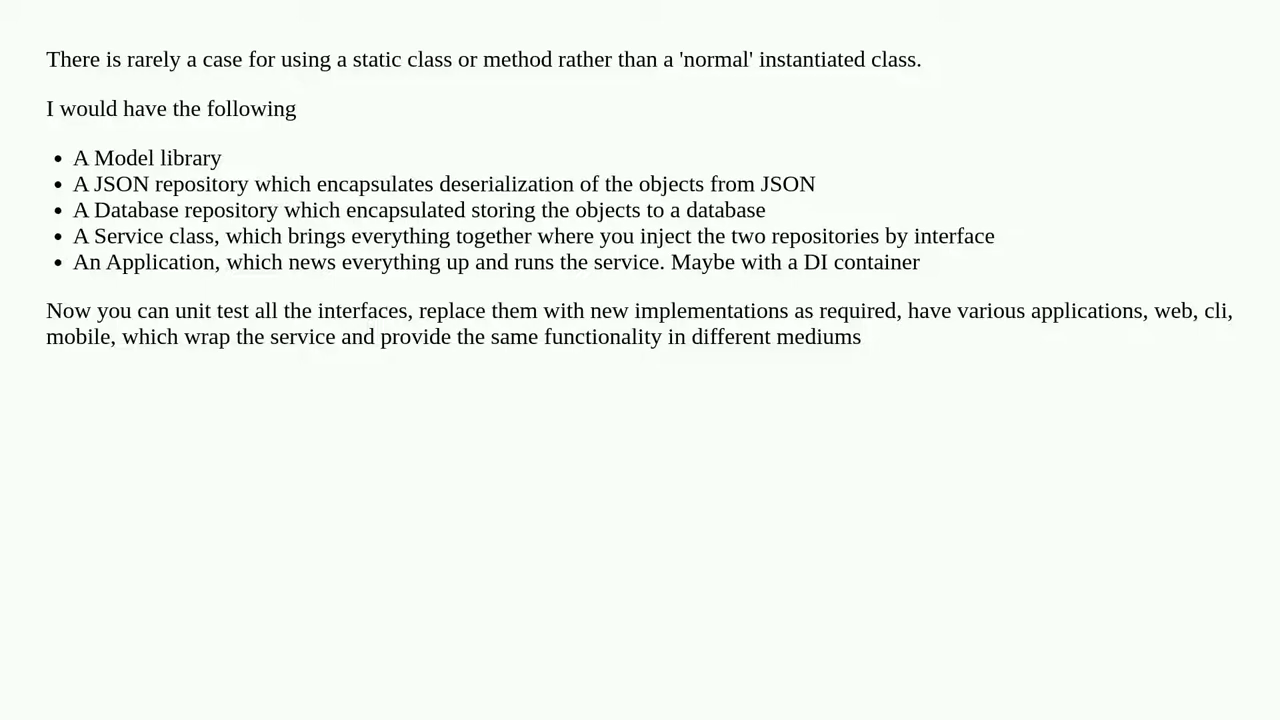 There is rarely a case for using a static class or method rather than a 'normal' instantiated class.
I would have the following
• A Model library
• A JSON repository which encapsulates deserialization of the objects from JSON
• A Database repository which encapsulated storing the objects to a database
• A Service class, which brings everything together where you inject the two repositories by interface
• An Application, which news everything up and runs the service. Maybe with a DI container
Now you can unit test all the interfaces, replace them with new implementations as required, have various applications, web, cli,
mobile, which wrap the service and provide the same functionality in different mediums